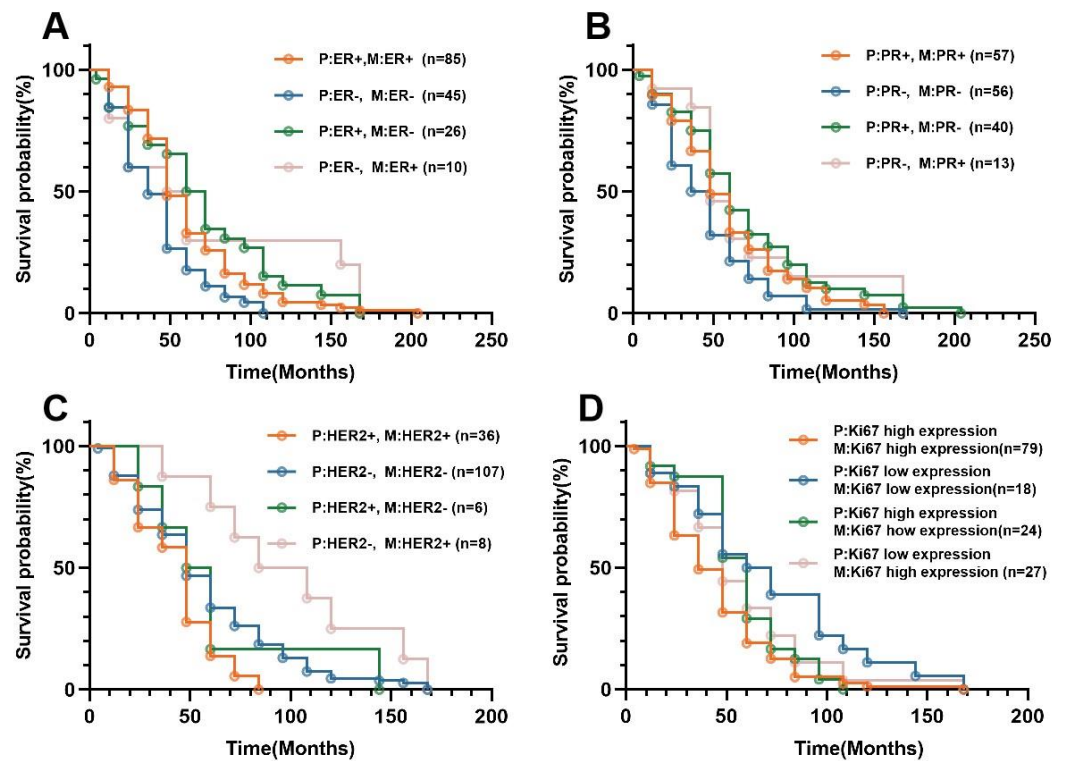 A
Survival probability(%)
100
50
0
0 50 100 150 200 250
Time(Months)
P:ER+,M:ER+ (n=85)
P:ER-, M:ER- (n=45)
P:ER+, M:ER- (n=26)
P:ER-, M:ER+ (n=10)
B
Survival probability(%)
100
50
0
0 50 100 150 200 250
Time(Months)
P:PR+, M:PR+ (n=57)
P:PR-, M:PR- (n=56)
P:PR+, M:PR- (n=40)
P:PR-, M:PR+ (n=13)
C
Survival probability(%)
100
50
0
0 50 100 150 200
Time(Months)
P:HER2+, M:HER2+ (n=36)
P:HER2-, M:HER2- (n=107)
P:HER2+, M:HER2- (n=6)
P:HER2-, M:HER2+ (n=8)
D
Survival probability(%)
100
50
0
0 50 100 150 200
Time(Months)
P:Ki67 high expression
M:Ki67 high expression(n=79)
P:Ki67 low expression
M:Ki67 low expression(n=18)
P:Ki67 high expression
M:Ki67 how expression(n=24)
P:Ki67 low expression
M:Ki67 high expression (n=27)